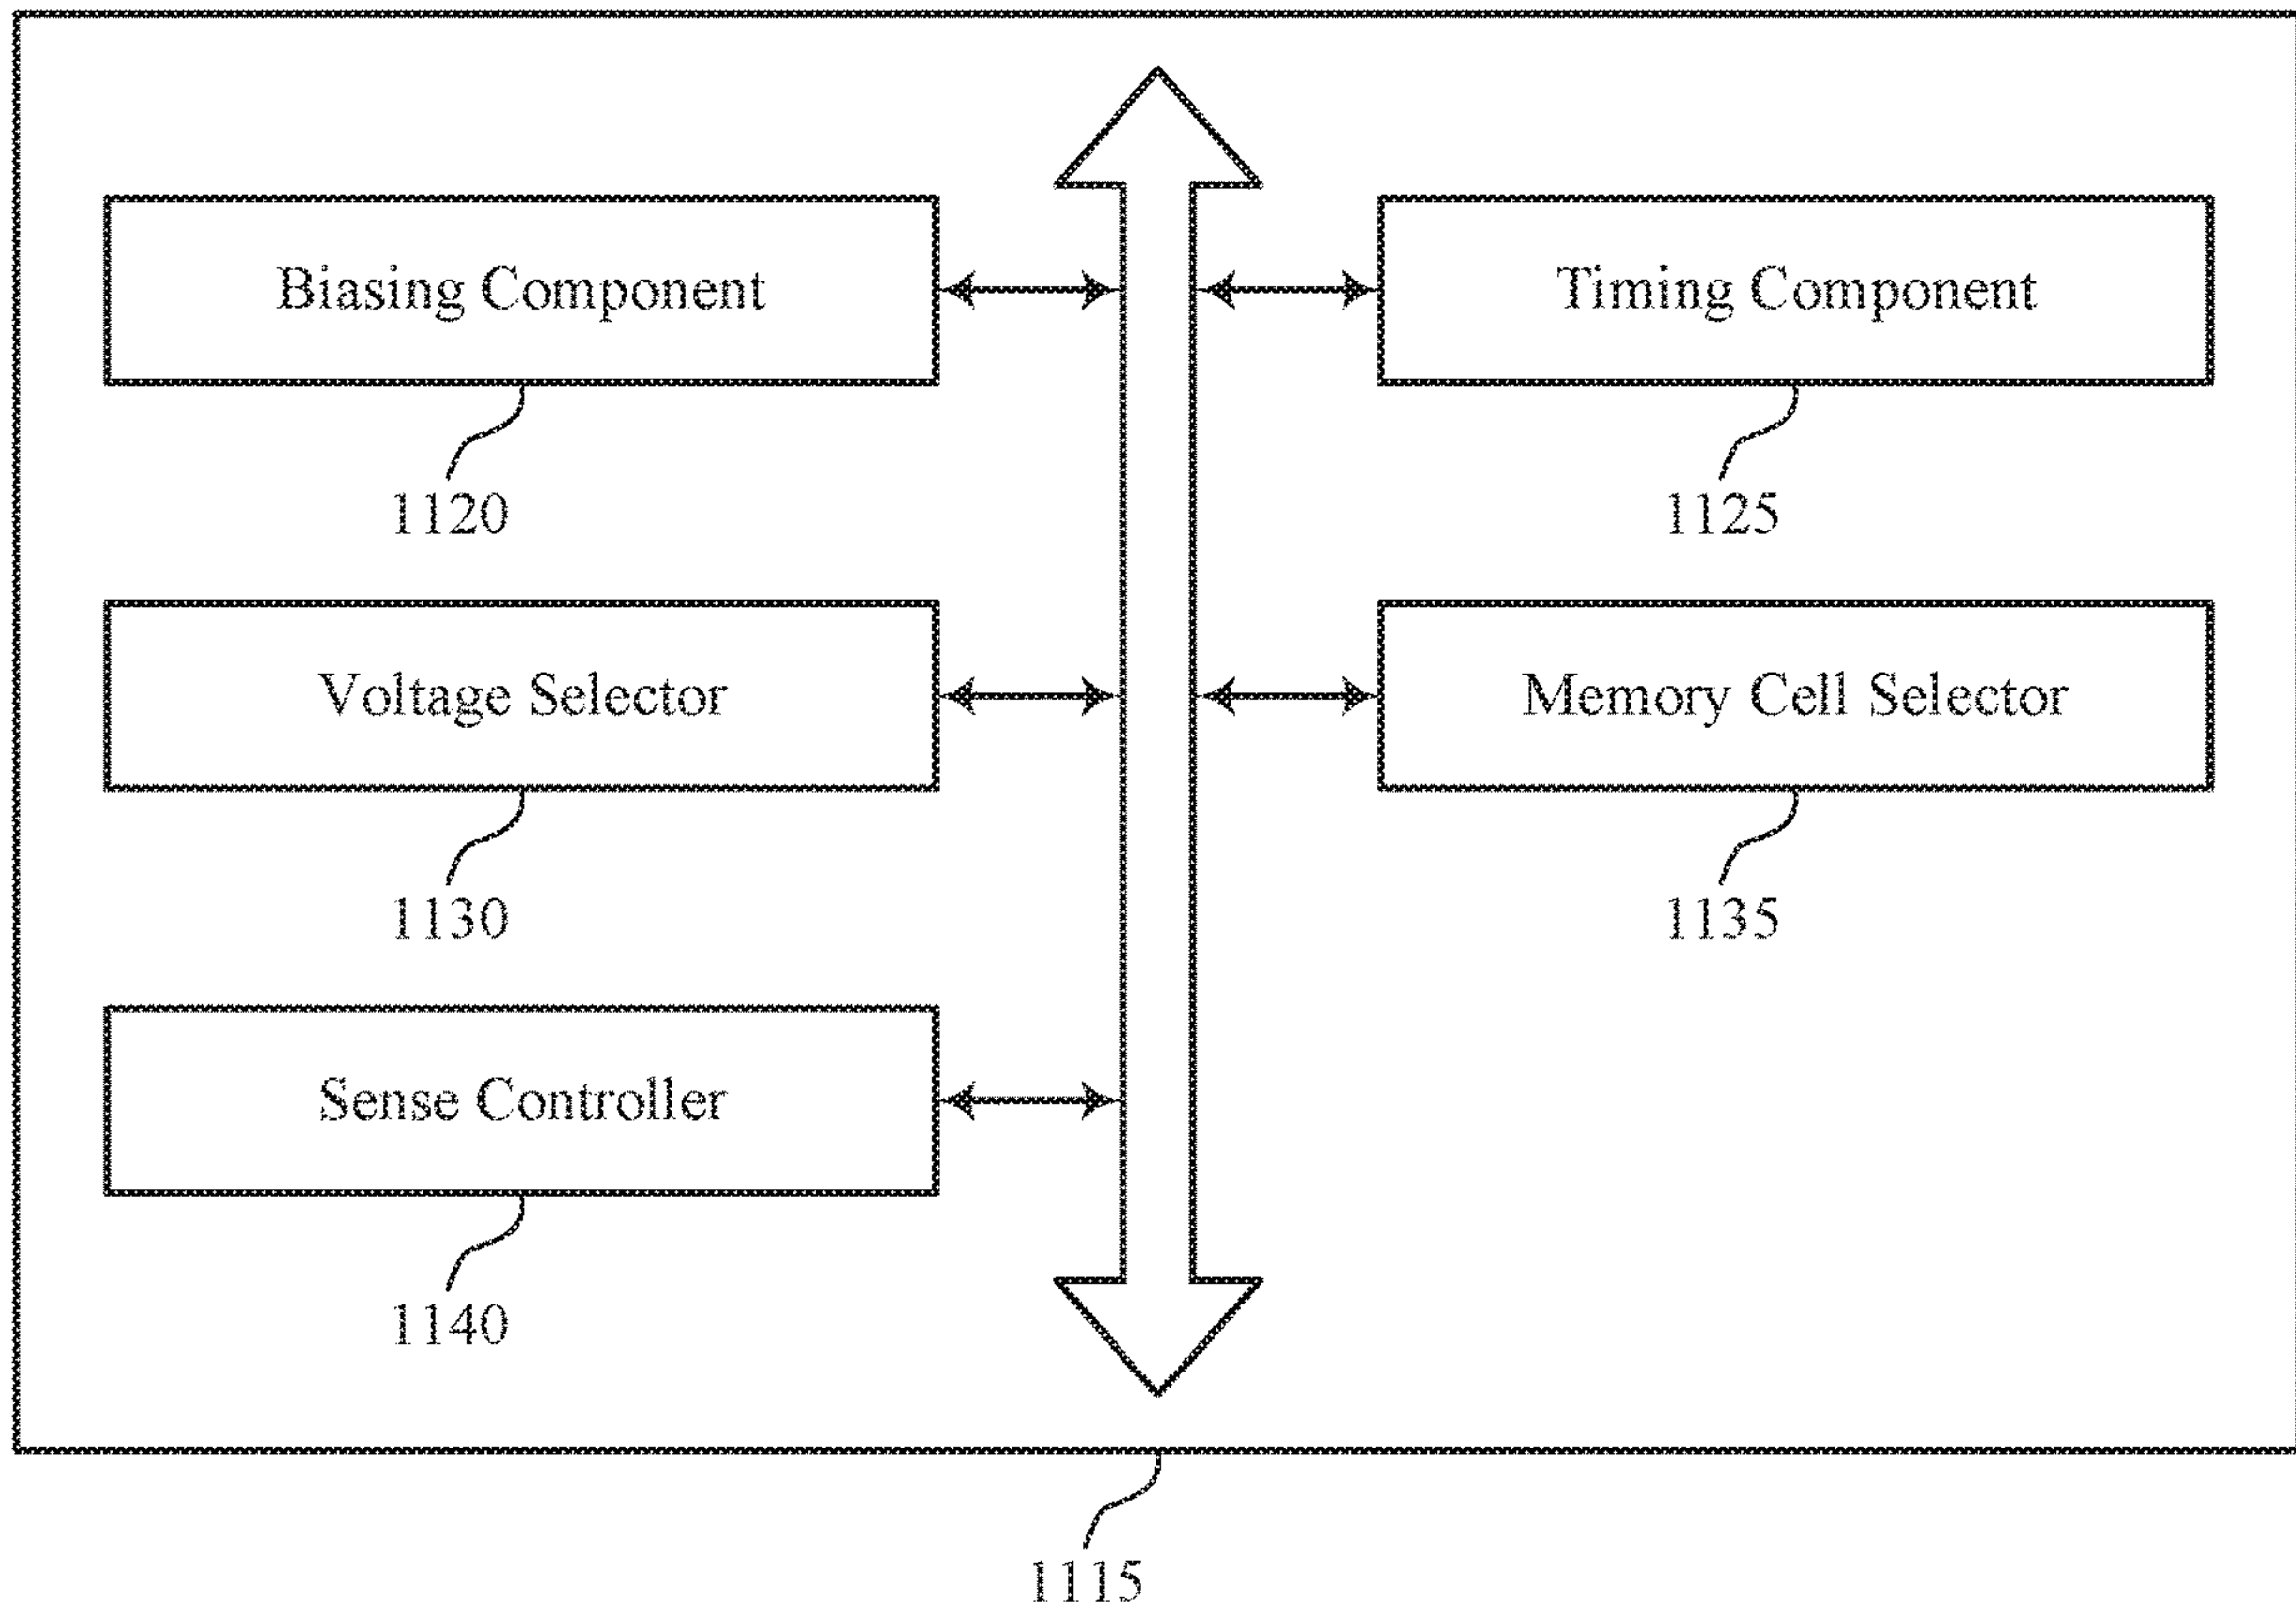 Biasing Component
Timing Component
1120
1125
Voltage Selector
Memory Cell Selector
1130
1135
Sense Controller
1140
1115